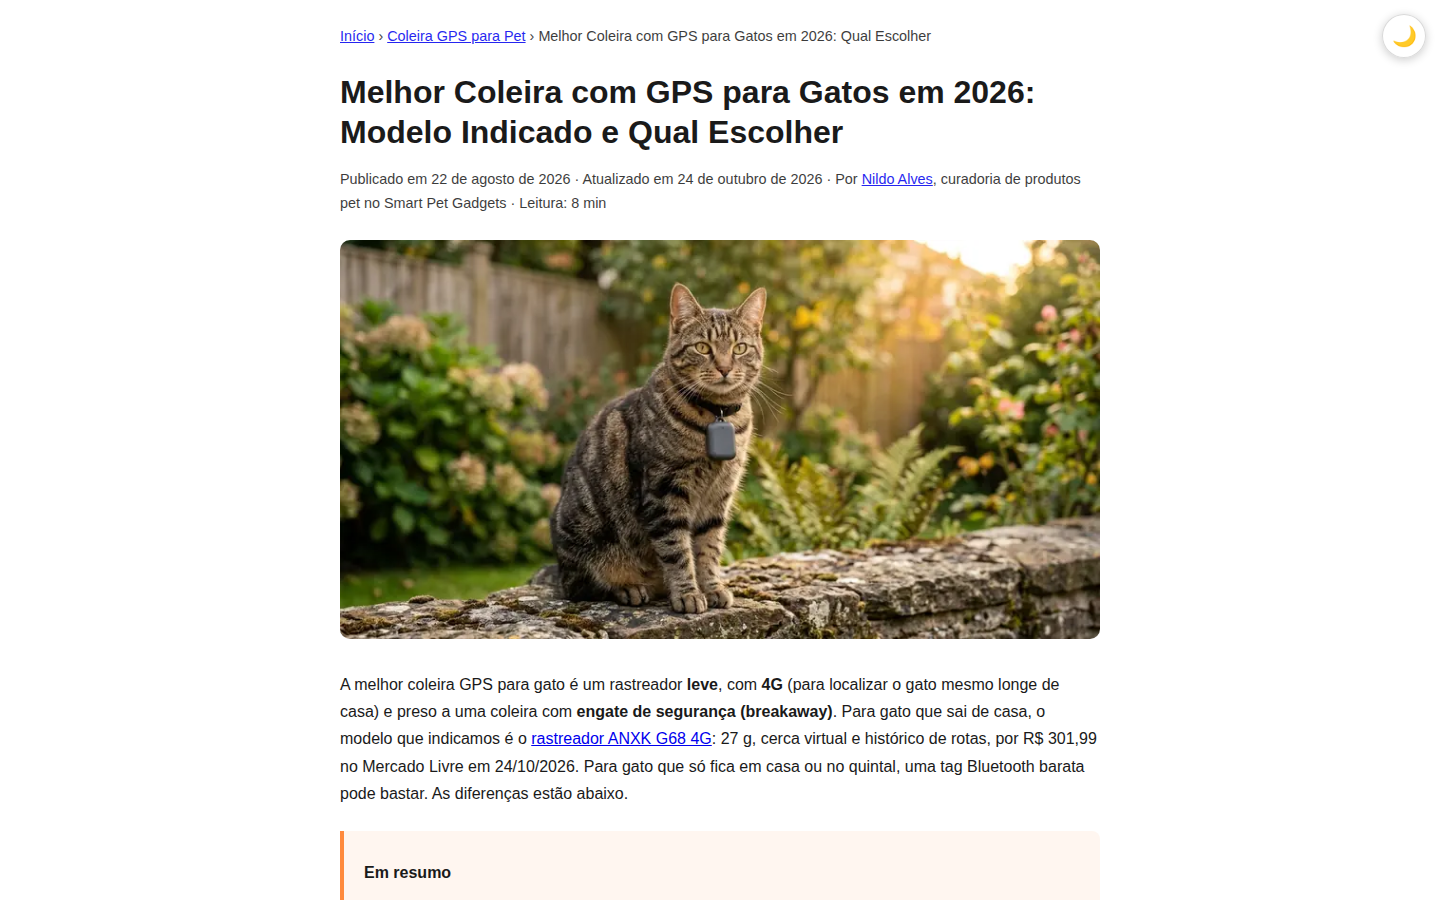 Início › Coleira GPS para Pet › Melhor Coleira com GPS para Gatos em 2026: Qual Escolher
Melhor Coleira com GPS para Gatos em 2026:
Modelo Indicado e Qual Escolher
Publicado em 22 de agosto de 2026 · Atualizado em 24 de outubro de 2026 · Por Nildo Alves, curadoria de produtos
pet no Smart Pet Gadgets · Leitura: 8 min
A melhor coleira GPS para gato é um rastreador leve, com 4G (para localizar o gato mesmo longe de
casa) e preso a uma coleira com engate de segurança (breakaway). Para gato que sai de casa, o
modelo que indicamos é o rastreador ANXK G68 4G: 27 g, cerca virtual e histórico de rotas, por R$ 301,99
no Mercado Livre em 24/10/2026. Para gato que só fica em casa ou no quintal, uma tag Bluetooth barata
pode bastar. As diferenças estão abaixo.
Em resumo